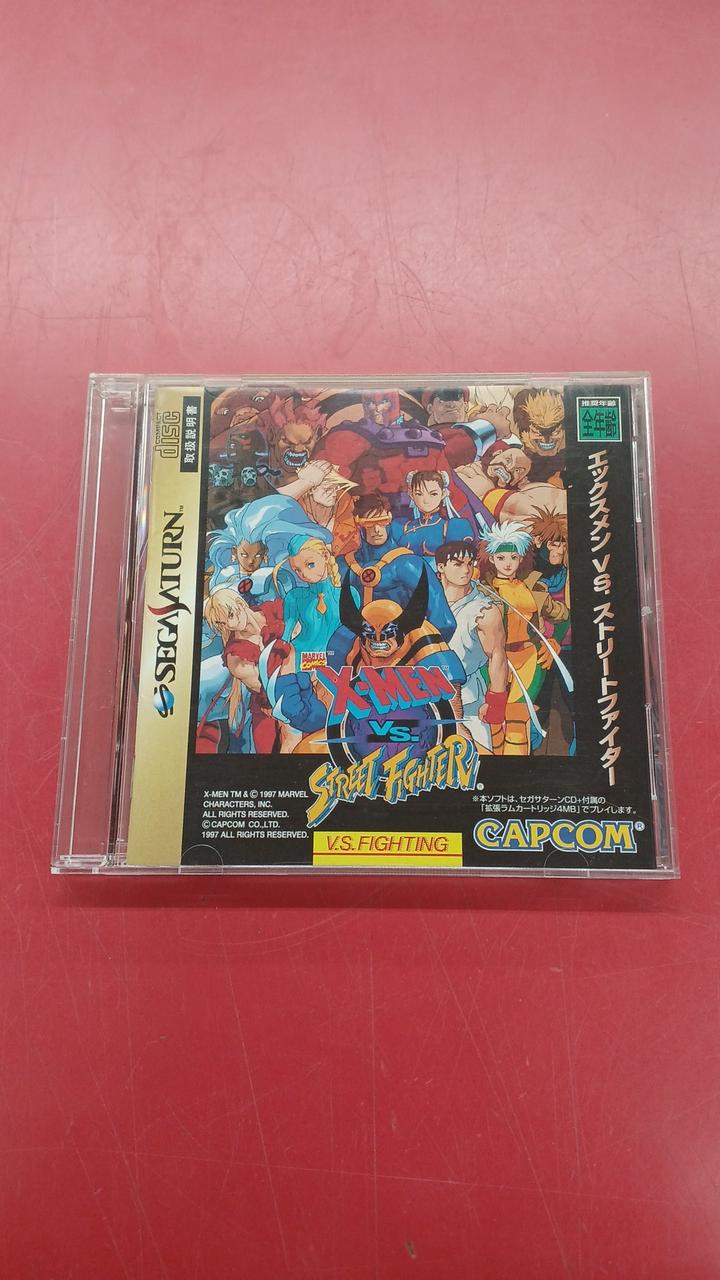 COMPACT
disc
取扱説明書
SEGA SATURN™
推奨年齢
全年齢
エックスメン VS. ストリートファイター
MARVEL
COMICS
X-MEN
VS.
STREET FIGHTER
X-MEN TM & © 1997 MARVEL
CHARACTERS, INC.
ALL RIGHTS RESERVED.
© CAPCOM CO.,LTD.
1997 ALL RIGHTS RESERVED.
※本ソフトは、セガサターンCD+付属の
「拡張ラムカートリッジ4MB」でプレイします。
V.S.FIGHTING
CAPCOM®